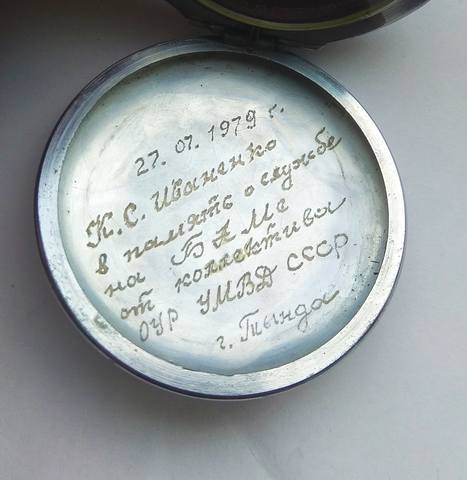 27. 07. 1979 г.
К. С. Иваненко
в память о службе
на БАМе
от коллектива
ОУР УМВД СССР
г. Тында